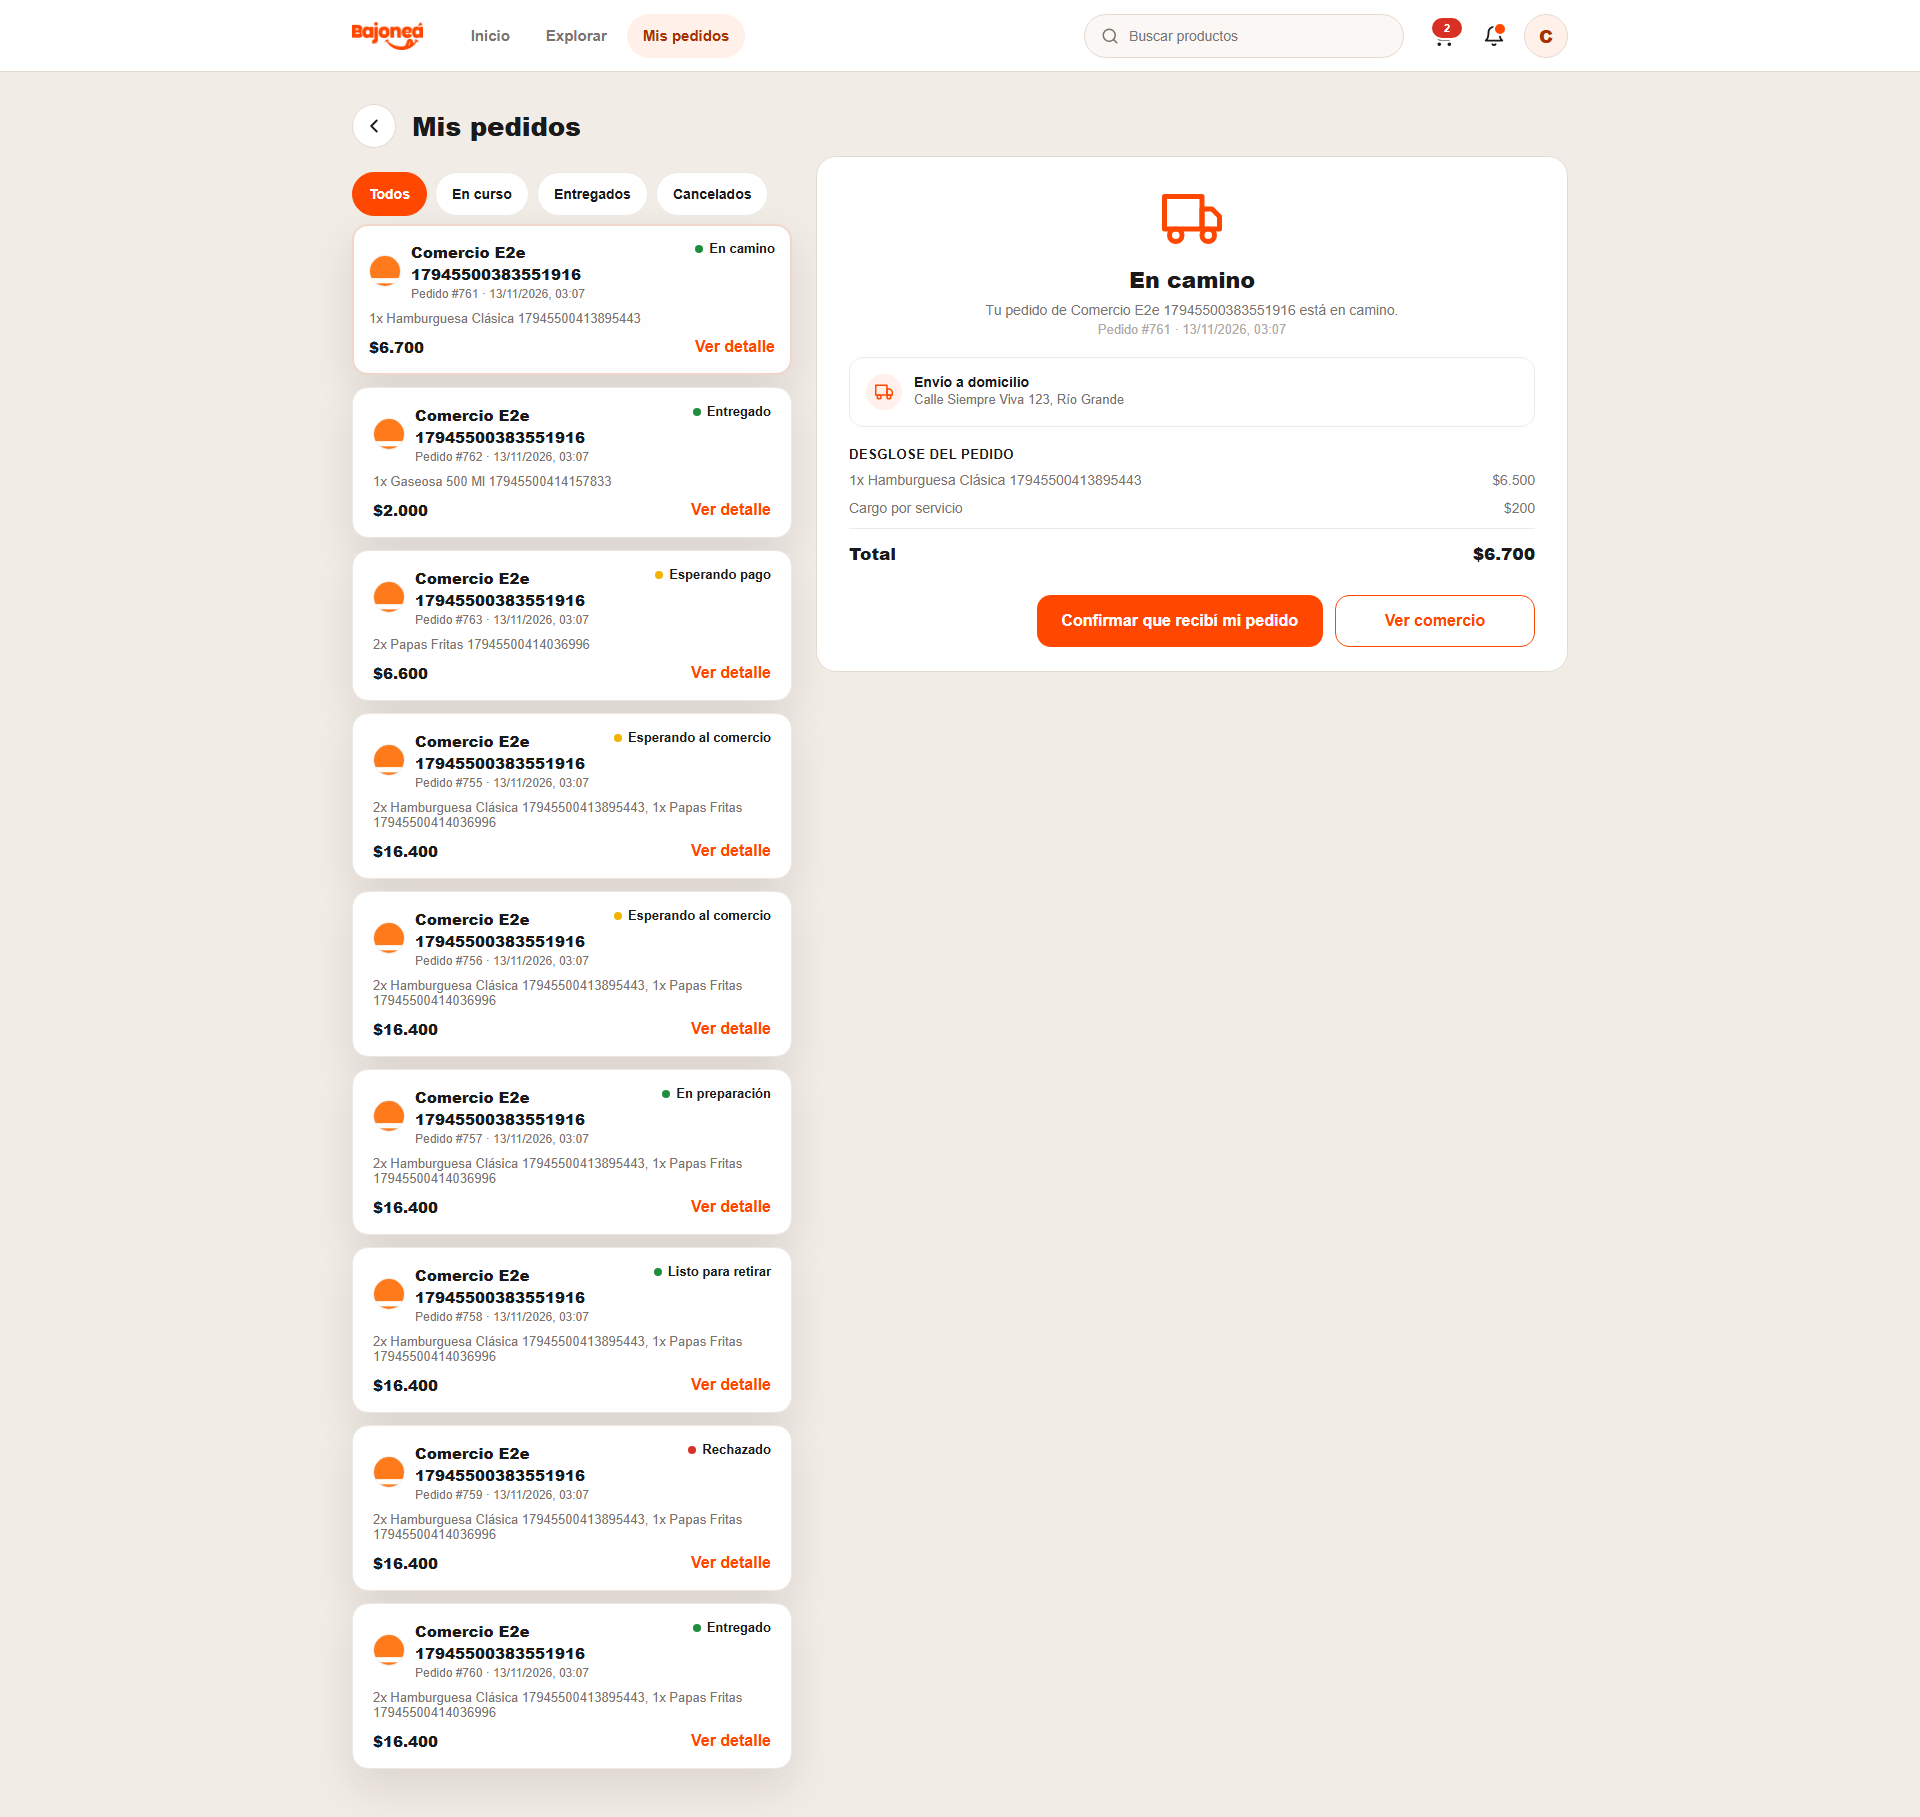 Bajoneá
Inicio
Explorar
Mis pedidos
Buscar productos
2
C
Mis pedidos
Todos
En curso
Entregados
Cancelados
Comercio E2e
17945500383551916
En camino
Pedido #761 · 13/11/2026, 03:07
1x Hamburguesa Clásica 17945500413895443
$6.700
Ver detalle
Comercio E2e
17945500383551916
Entregado
Pedido #762 · 13/11/2026, 03:07
1x Gaseosa 500 Ml 17945500414157833
$2.000
Ver detalle
Comercio E2e
17945500383551916
Esperando pago
Pedido #763 · 13/11/2026, 03:07
2x Papas Fritas 17945500414036996
$6.600
Ver detalle
Comercio E2e
17945500383551916
Esperando al comercio
Pedido #755 · 13/11/2026, 03:07
2x Hamburguesa Clásica 17945500413895443, 1x Papas Fritas
17945500414036996
$16.400
Ver detalle
Comercio E2e
17945500383551916
Esperando al comercio
Pedido #756 · 13/11/2026, 03:07
2x Hamburguesa Clásica 17945500413895443, 1x Papas Fritas
17945500414036996
$16.400
Ver detalle
Comercio E2e
17945500383551916
En preparación
Pedido #757 · 13/11/2026, 03:07
2x Hamburguesa Clásica 17945500413895443, 1x Papas Fritas
17945500414036996
$16.400
Ver detalle
Comercio E2e
17945500383551916
Listo para retirar
Pedido #758 · 13/11/2026, 03:07
2x Hamburguesa Clásica 17945500413895443, 1x Papas Fritas
17945500414036996
$16.400
Ver detalle
Comercio E2e
17945500383551916
Rechazado
Pedido #759 · 13/11/2026, 03:07
2x Hamburguesa Clásica 17945500413895443, 1x Papas Fritas
17945500414036996
$16.400
Ver detalle
Comercio E2e
17945500383551916
Entregado
Pedido #760 · 13/11/2026, 03:07
2x Hamburguesa Clásica 17945500413895443, 1x Papas Fritas
17945500414036996
$16.400
Ver detalle
En camino
Tu pedido de Comercio E2e 17945500383551916 está en camino.
Pedido #761 · 13/11/2026, 03:07
Envío a domicilio
Calle Siempre Viva 123, Río Grande
DESGLOSE DEL PEDIDO
1x Hamburguesa Clásica 17945500413895443
$6.500
Cargo por servicio
$200
Total
$6.700
Confirmar que recibí mi pedido
Ver comercio